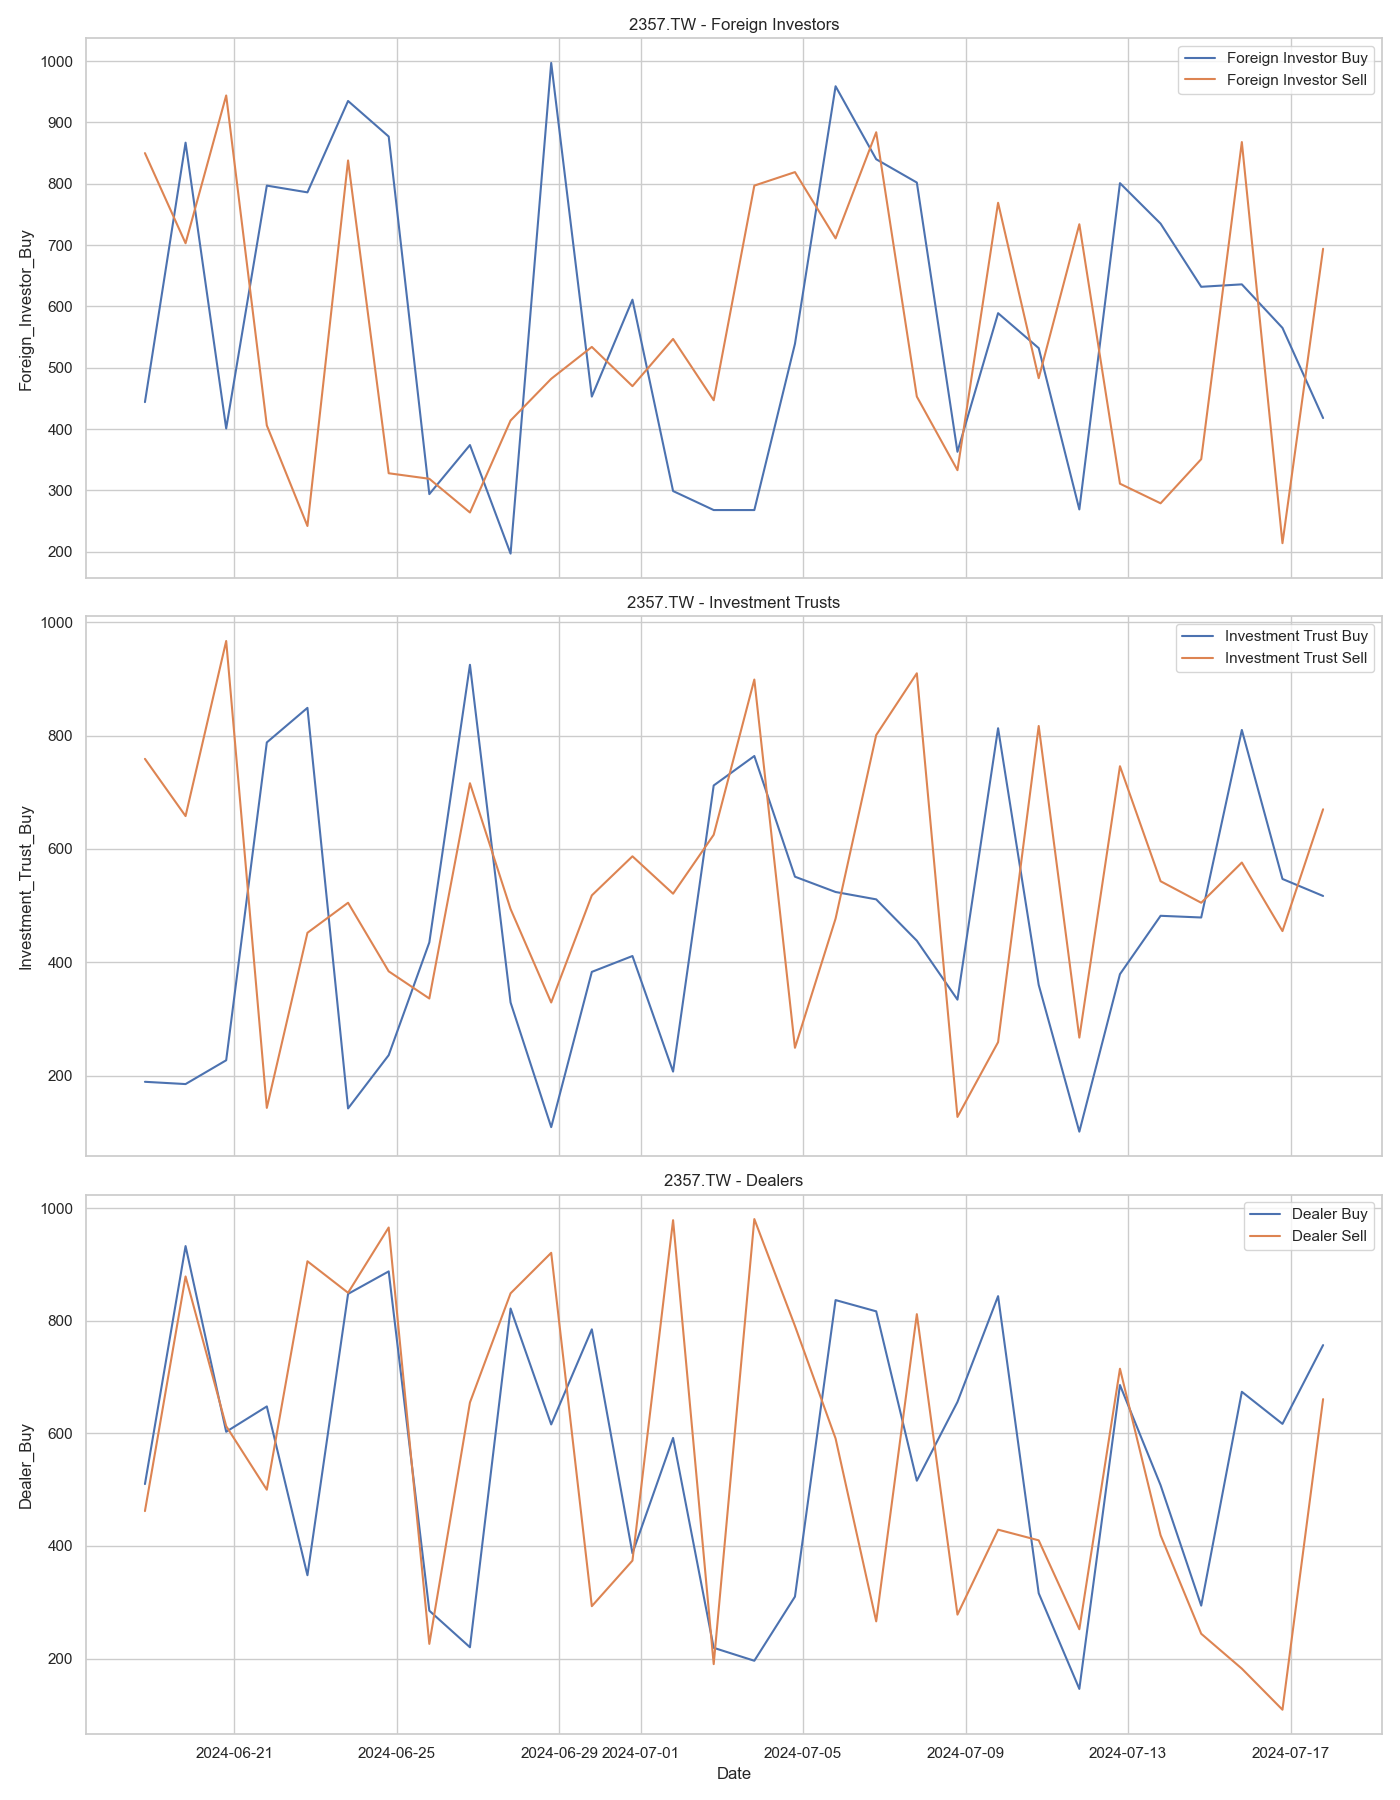 2357.TW - Foreign Investors
Foreign Investor Buy
Foreign Investor Sell
Foreign_Investor_Buy
1000
900
800
700
600
500
400
300
200
2357.TW - Investment Trusts
Investment Trust Buy
Investment Trust Sell
Investment_Trust_Buy
1000
800
600
400
200
2357.TW - Dealers
Dealer Buy
Dealer Sell
Dealer_Buy
1000
800
600
400
200
2024-06-21 2024-06-25 2024-06-29 2024-07-01 2024-07-05 2024-07-09 2024-07-13 2024-07-17
Date